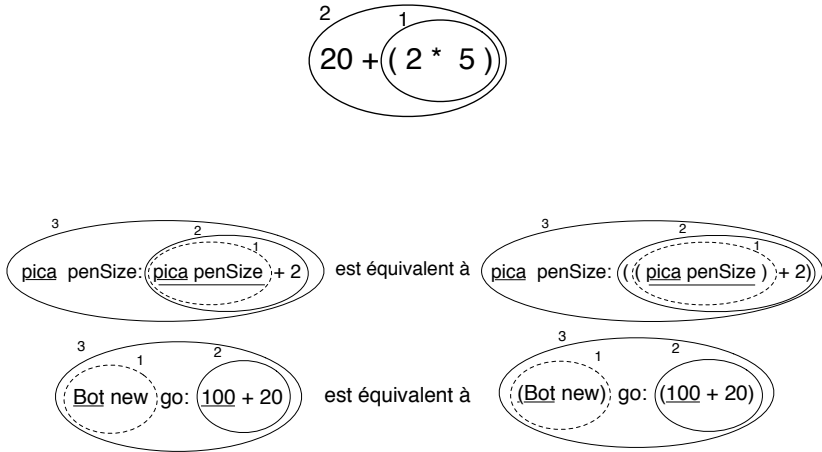 2
1
20 + ( 2 * 5 )
3
2
1
pica penSize: pica penSize + 2
est équivalent à
3
2
1
pica penSize: ( ( pica penSize ) + 2)
3
1
2
Bot new go: 100 + 20
est équivalent à
3
1
2
(Bot new) go: (100 + 20)